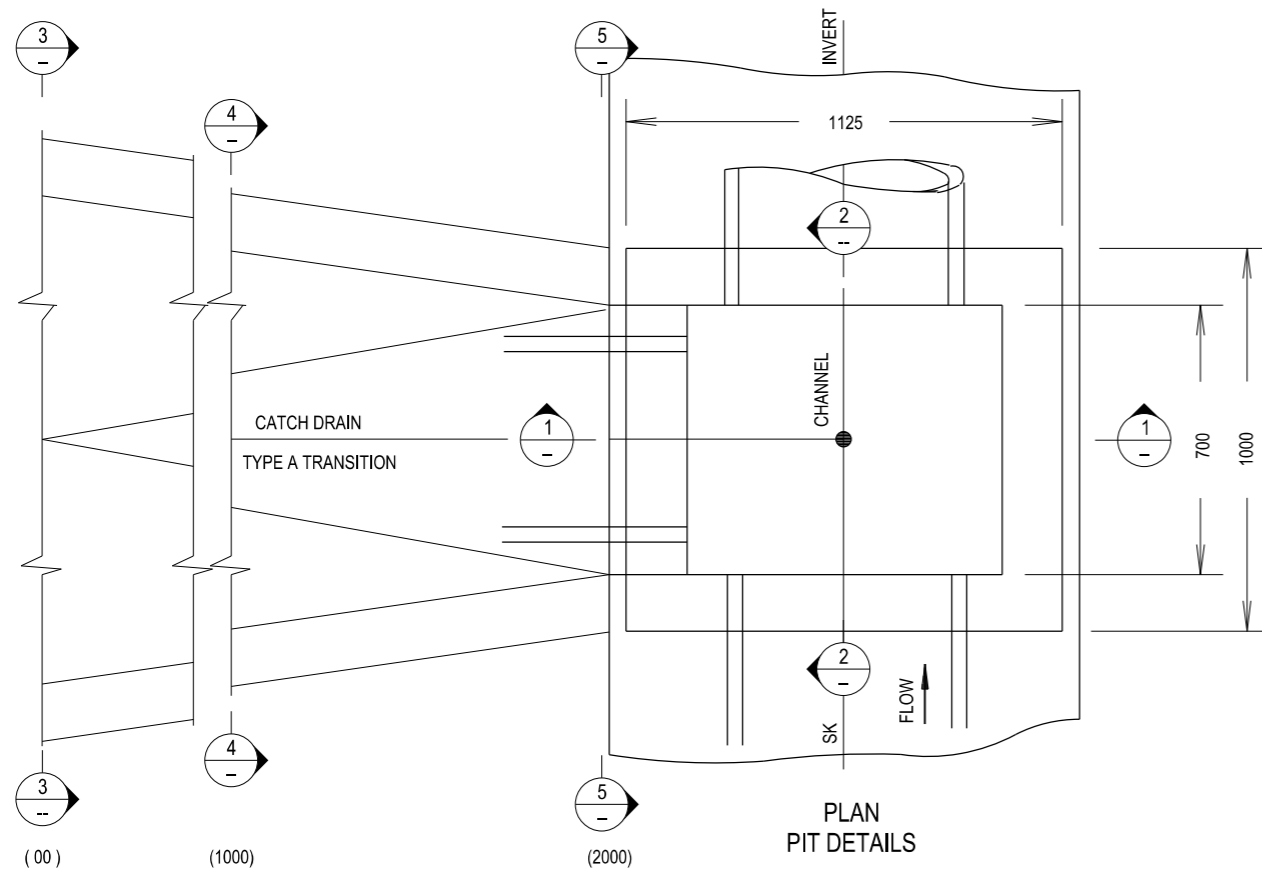 3
–
5
–
INVERT
4
–
1125
2
--
CHANNEL
CATCH DRAIN
TYPE A TRANSITION
1
–
1
–
700
1000
2
–
FLOW
SK
4
–
3
--
5
–
PLAN
PIT DETAILS
( 00 )
(1000)
(2000)